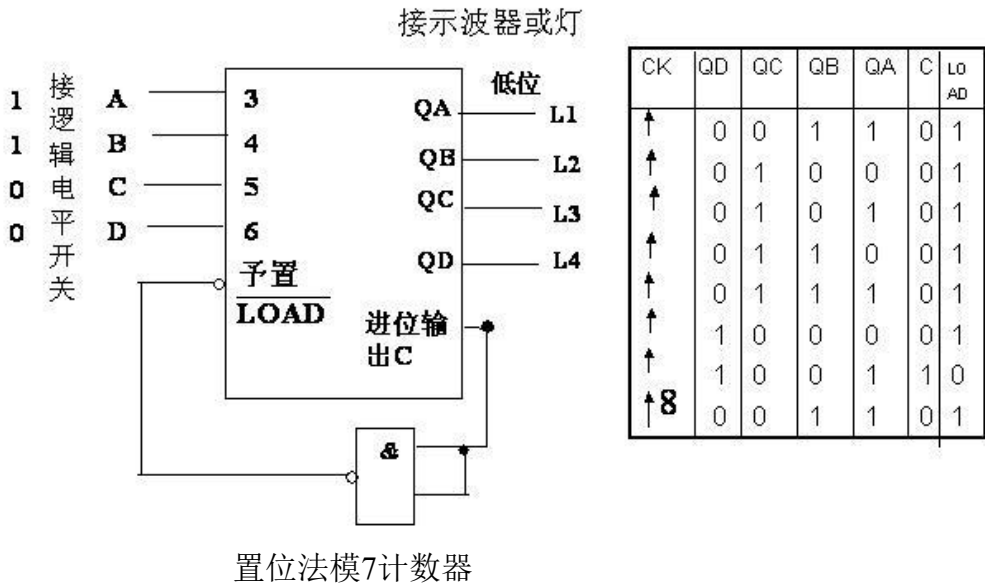 接示波器或灯
接逻辑电平开关
1 A 3
1 B 4
0 C 5
0 D 6
低位
QA L1
QB L2
QC L3
QD L4
予置
LOAD
进位输
出C
&
置位法模7计数器
CK QD QC QB QA C LO
AD
↑ 0 0 1 1 0 1
↑ 0 1 0 0 0 1
↑ 0 1 0 1 0 1
↑ 0 1 1 0 0 1
↑ 0 1 1 1 0 1
↑ 1 0 0 0 0 1
↑ 1 0 0 1 1 0
↑8 0 0 1 1 0 1